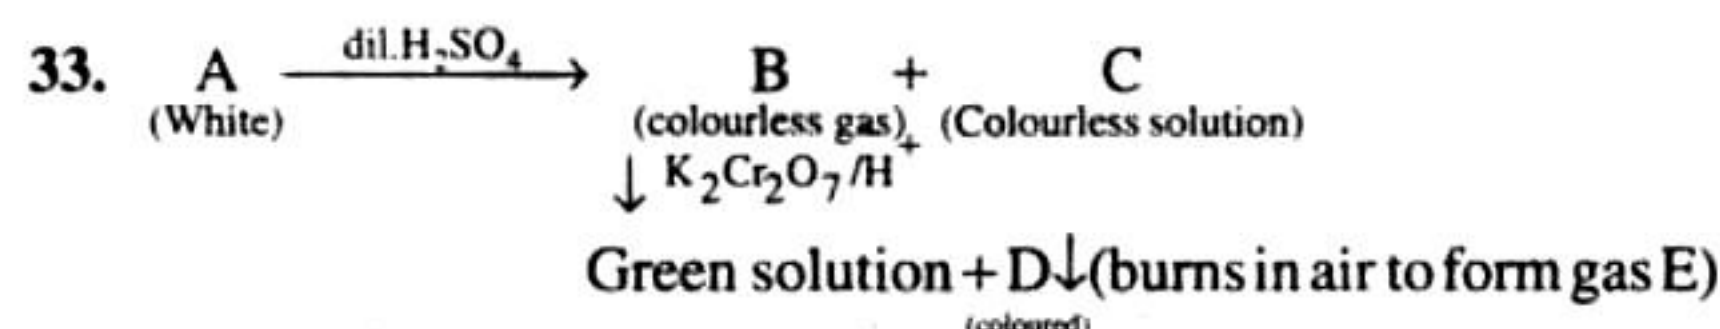 33. A dil.H₂SO₄ → B + C
(White) (colourless gas) (Colourless solution)
↓ K₂Cr₂O₇/H⁺
Green solution + D↓ (burns in air to form gas E)
(coloured)